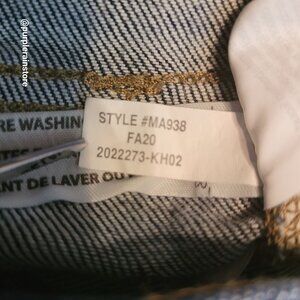 @purplerainstore
RE WASHING
STYLE #MA938
FA20
2022273-KH02
ANT DE LAVER OU